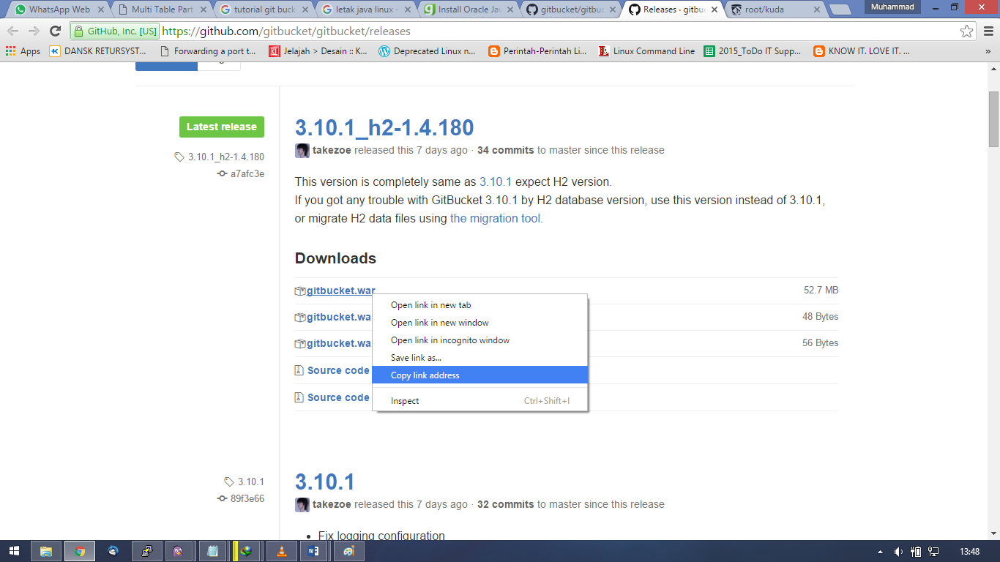 WhatsApp Web
Multi Table Part
tutorial git buck
letak java linux -
Install Oracle Jav
gitbucket/gitbuc
Releases · gitbu
root/kuda
Muhammad
GitHub, Inc. [US]
https://github.com/gitbucket/gitbucket/releases
Apps
DANSK RETURSYST...
Forwarding a port t...
Jelajah > Desain :: K...
Deprecated Linux n...
Perintah-Perintah Li...
Linux Command Line
2015_ToDo IT Supp...
KNOW IT. LOVE IT. ...
»
Latest release
3.10.1_h2-1.4.180
a7afc3e
3.10.1_h2-1.4.180
takezoe released this 7 days ago · 34 commits to master since this release
This version is completely same as 3.10.1 expect H2 version.
If you got any trouble with GitBucket 3.10.1 by H2 database version, use this version instead of 3.10.1,
or migrate H2 data files using the migration tool.
Downloads
gitbucket.war 52.7 MB
gitbucket.wa 48 Bytes
gitbucket.wa 56 Bytes
Source code
Source code
Open link in new tab
Open link in new window
Open link in incognito window
Save link as...
Copy link address
Inspect Ctrl+Shift+I
3.10.1
89f3e66
3.10.1
takezoe released this 7 days ago · 32 commits to master since this release
• Fix logging configuration
13:48